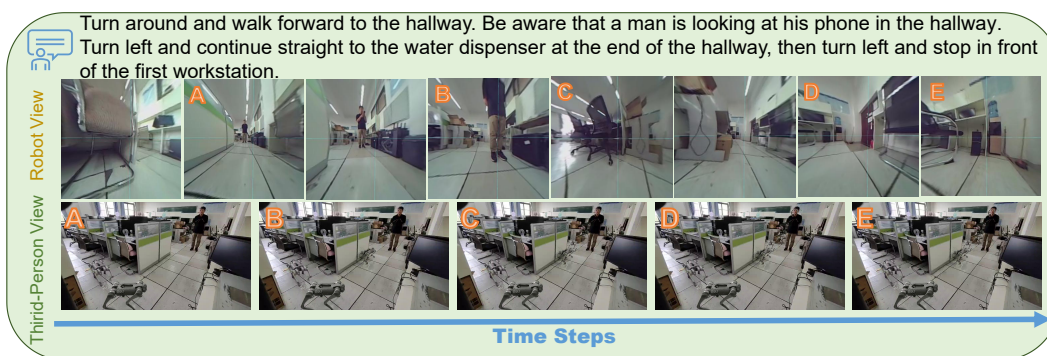 Turn around and walk forward to the hallway. Be aware that a man is looking at his phone in the hallway.
Turn left and continue straight to the water dispenser at the end of the hallway, then turn left and stop in front
of the first workstation.
Robot View
A
B
C
D
E
Thirid-Person View
A
B
C
D
E
Time Steps